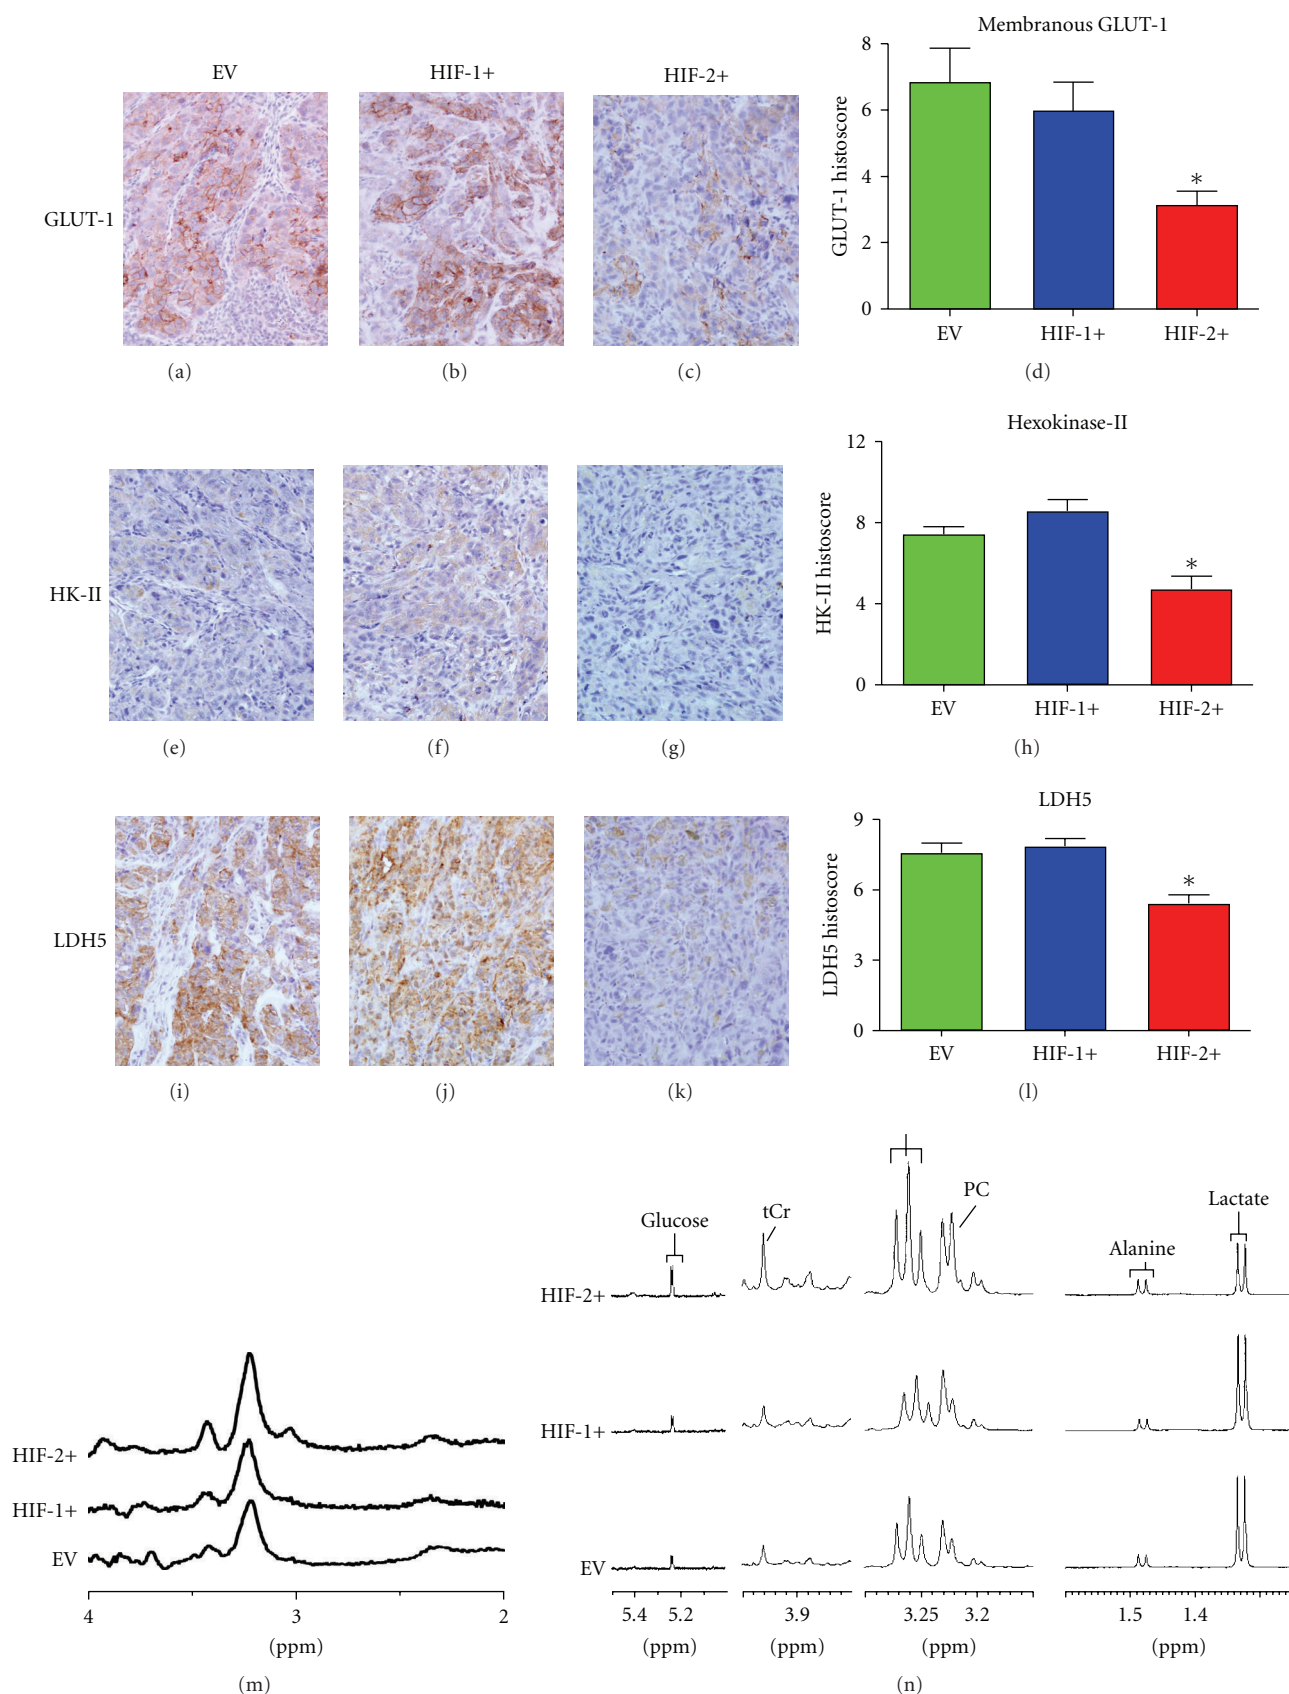 EV
HIF-1+
HIF-2+
GLUT-1
(a)
(b)
(c)
Membranous GLUT-1
GLUT-1 histoscore
8
6
4
2
0
*
EV
HIF-1+
HIF-2+
(d)
HK-II
(e)
(f)
(g)
Hexokinase-II
HK-II histoscore
12
8
4
0
*
EV
HIF-1+
HIF-2+
(h)
LDH5
(i)
(j)
(k)
LDH5
LDH5 histoscore
9
6
3
0
*
EV
HIF-1+
HIF-2+
(l)
HIF-2+
HIF-1+
EV
4
3
2
(ppm)
(m)
Glucose
tCr
PC
Alanine
Lactate
HIF-2+
HIF-1+
EV
5.4
5.2
3.9
3.25
3.2
1.5
1.4
(ppm)
(ppm)
(ppm)
(ppm)
(n)